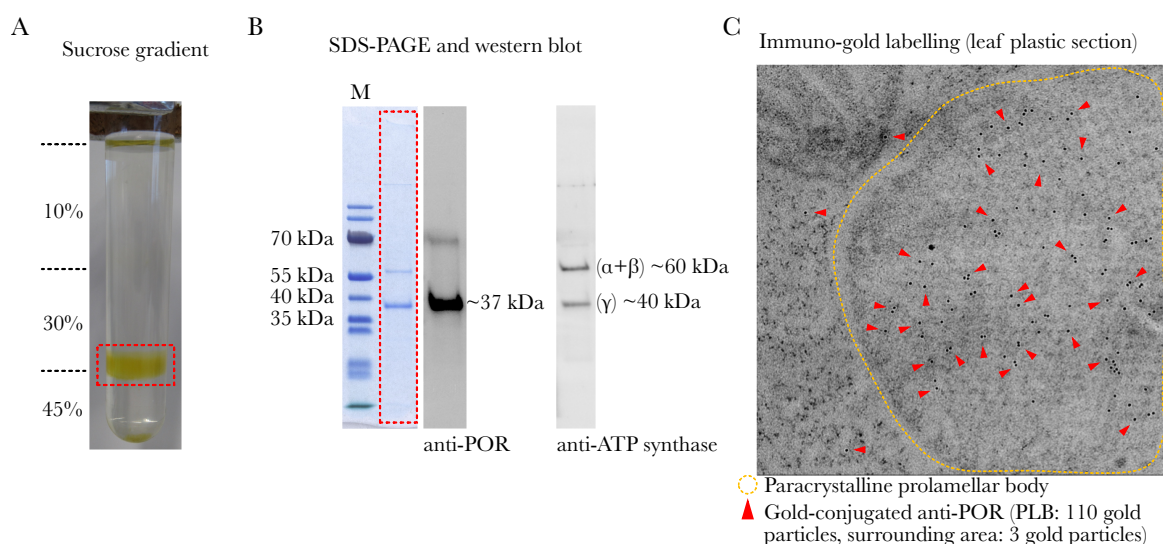 A
Sucrose gradient
10%
30%
45%
B
SDS-PAGE and western blot
M
70 kDa
55 kDa
40 kDa
35 kDa
~37 kDa
anti-POR
(α+β) ~60 kDa
(γ) ~40 kDa
anti-ATP synthase
C
Immuno-gold labelling (leaf plastic section)
Paracrystalline prolamellar body
Gold-conjugated anti-POR (PLB: 110 gold
particles, surrounding area: 3 gold particles)